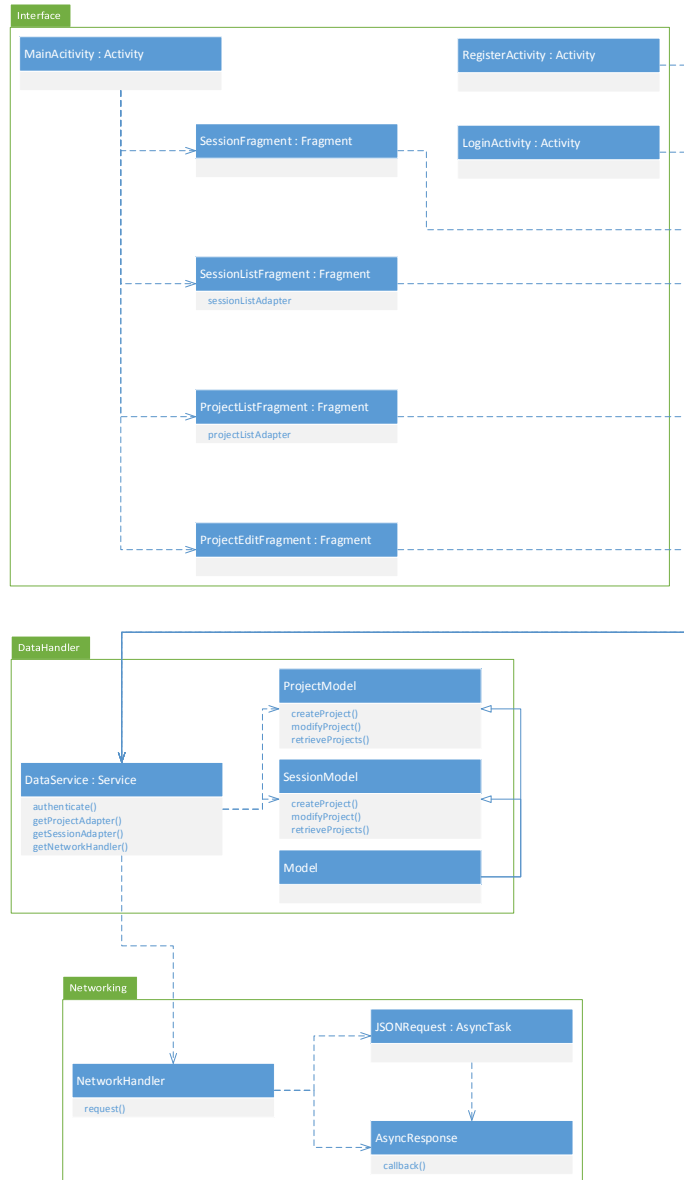 Interface
MainAcitivity : Activity
RegisterActivity : Activity
SessionFragment : Fragment
LoginActivity : Activity
SessionListFragment : Fragment
sessionListAdapter
ProjectListFragment : Fragment
projectListAdapter
ProjectEditFragment : Fragment
DataHandler
ProjectModel
createProject()
modifyProject()
retrieveProjects()
DataService : Service
authenticate()
getProjectAdapter()
getSessionAdapter()
getNetworkHandler()
SessionModel
createProject()
modifyProject()
retrieveProjects()
Model
Networking
JSONRequest : AsyncTask
NetworkHandler
request()
AsyncResponse
callback()